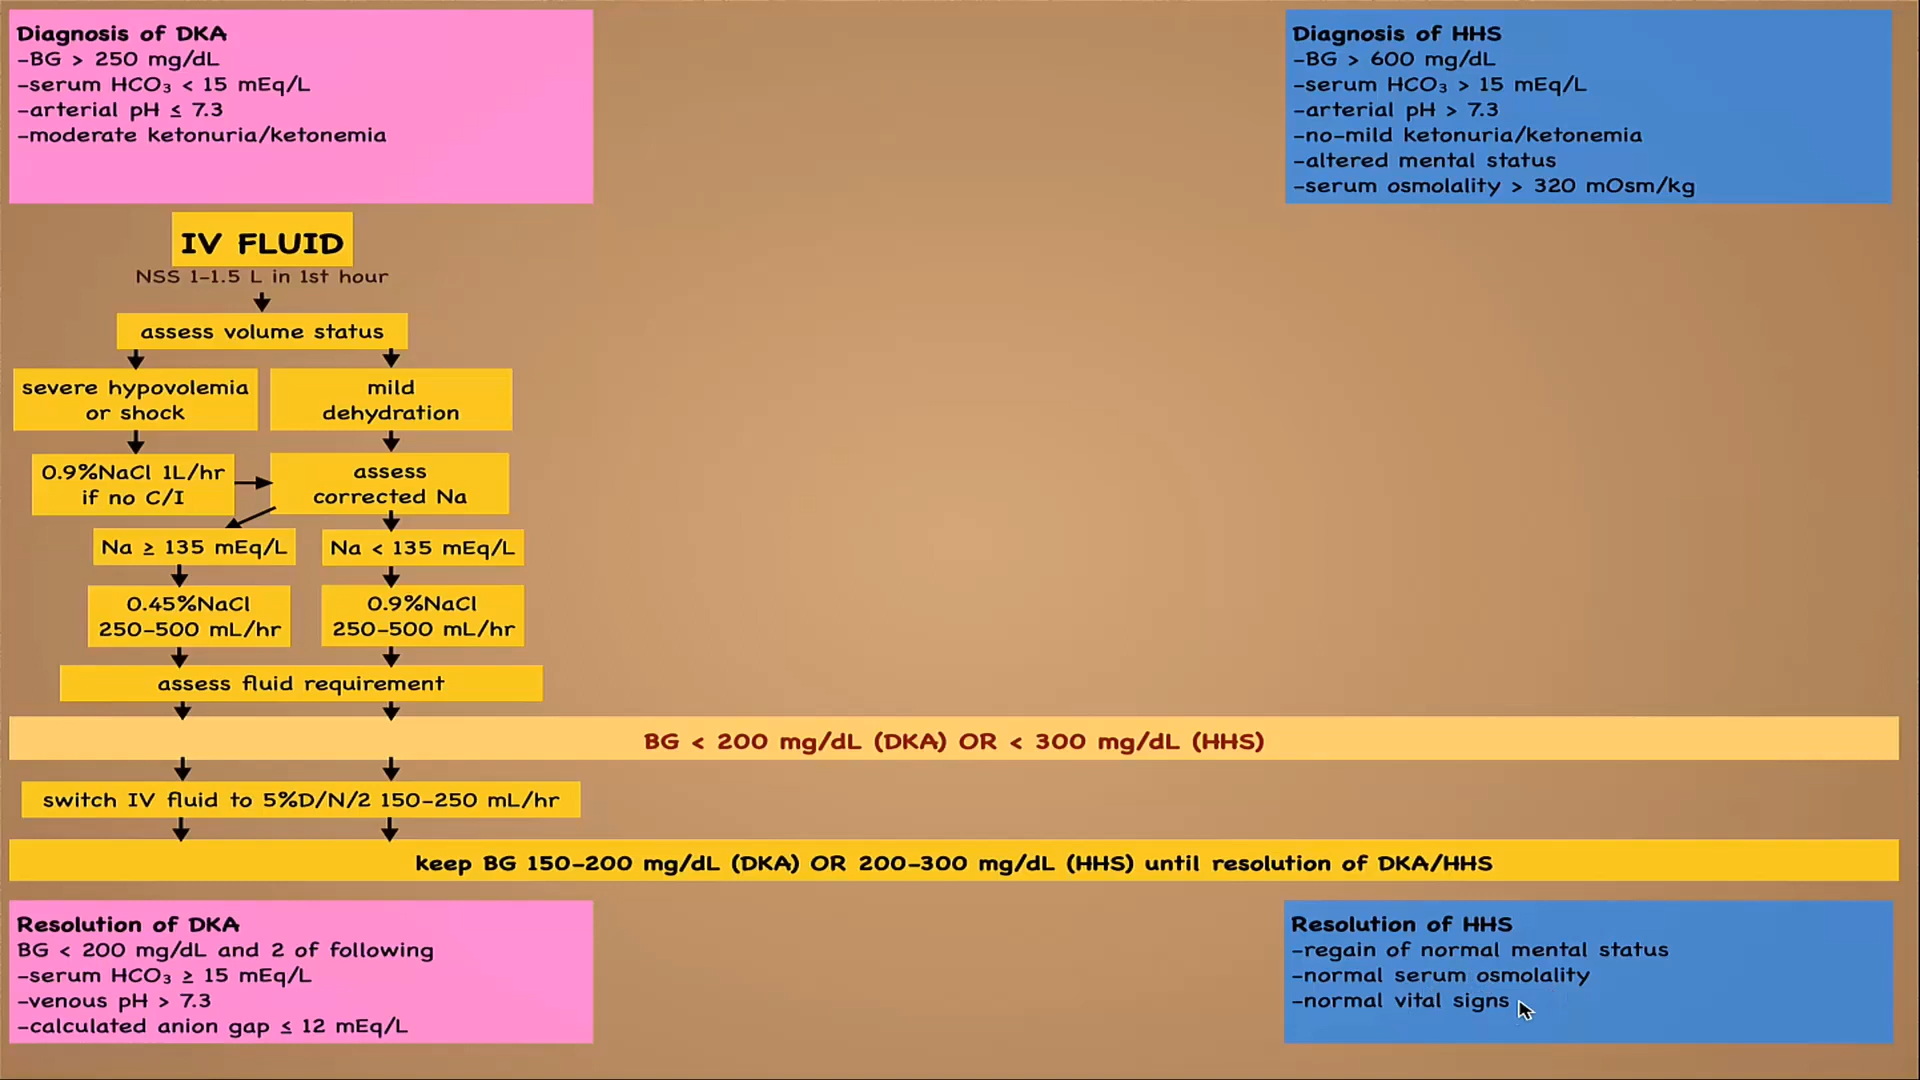 Diagnosis of DKA
-BG > 250 mg/dL
-serum HCO₃ < 15 mEq/L
-arterial pH ≤ 7.3
-moderate ketonuria/ketonemia
Diagnosis of HHS
-BG > 600 mg/dL
-serum HCO₃ > 15 mEq/L
-arterial pH > 7.3
-no-mild ketonuria/ketonemia
-altered mental status
-serum osmolality > 320 mOsm/kg
IV FLUID
NSS 1-1.5 L in 1st hour
assess volume status
severe hypovolemia
or shock
mild
dehydration
0.9%NaCl 1L/hr
if no C/I
assess
corrected Na
Na ≥ 135 mEq/L
Na < 135 mEq/L
0.45%NaCl
250-500 mL/hr
0.9%NaCl
250-500 mL/hr
assess fluid requirement
BG < 200 mg/dL (DKA) OR < 300 mg/dL (HHS)
switch IV fluid to 5%D/N/2 150-250 mL/hr
keep BG 150-200 mg/dL (DKA) OR 200-300 mg/dL (HHS) until resolution of DKA/HHS
Resolution of DKA
BG < 200 mg/dL and 2 of following
-serum HCO₃ ≥ 15 mEq/L
-venous pH > 7.3
-calculated anion gap ≤ 12 mEq/L
Resolution of HHS
-regain of normal mental status
-normal serum osmolality
-normal vital signs